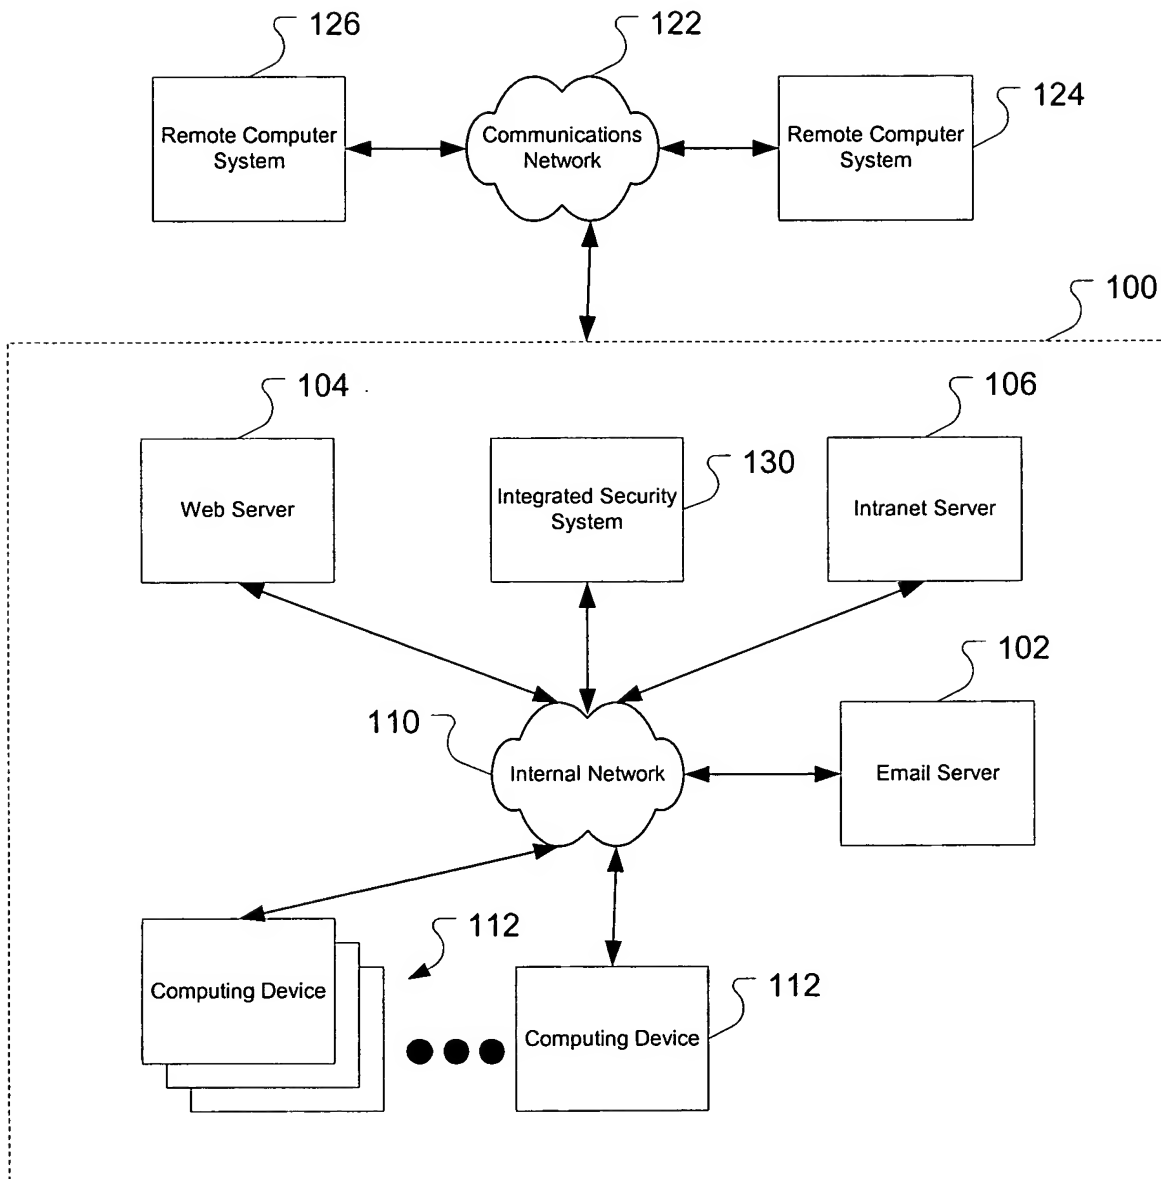 126
122
124
Remote Computer
System
Communications
Network
Remote Computer
System
100
104
106
130
Web Server
Integrated Security
System
Intranet Server
102
110
Internal Network
Email Server
112
Computing Device
112
Computing Device